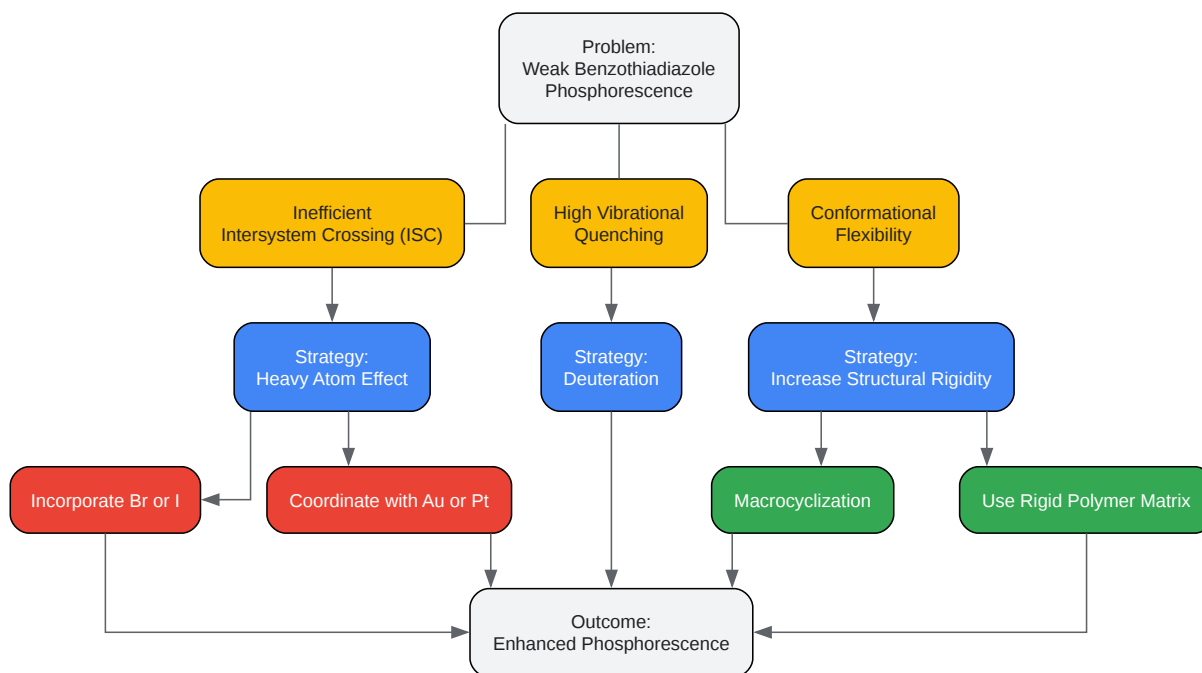 Problem:
Weak Benzothiadiazole
Phosphorescence
Inefficient
Intersystem Crossing (ISC)
High Vibrational
Quenching
Conformational
Flexibility
Strategy:
Heavy Atom Effect
Strategy:
Deuteration
Strategy:
Increase Structural Rigidity
Incorporate Br or I
Coordinate with Au or Pt
Macrocyclization
Use Rigid Polymer Matrix
Outcome:
Enhanced Phosphorescence